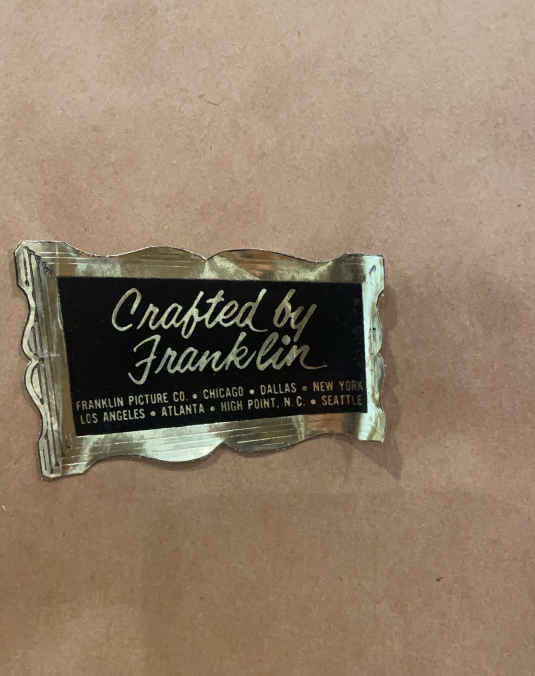 Crafted by
Franklin
FRANKLIN PICTURE CO. • CHICAGO • DALLAS • NEW YORK
LOS ANGELES • ATLANTA • HIGH POINT, N.C. • SEATTLE